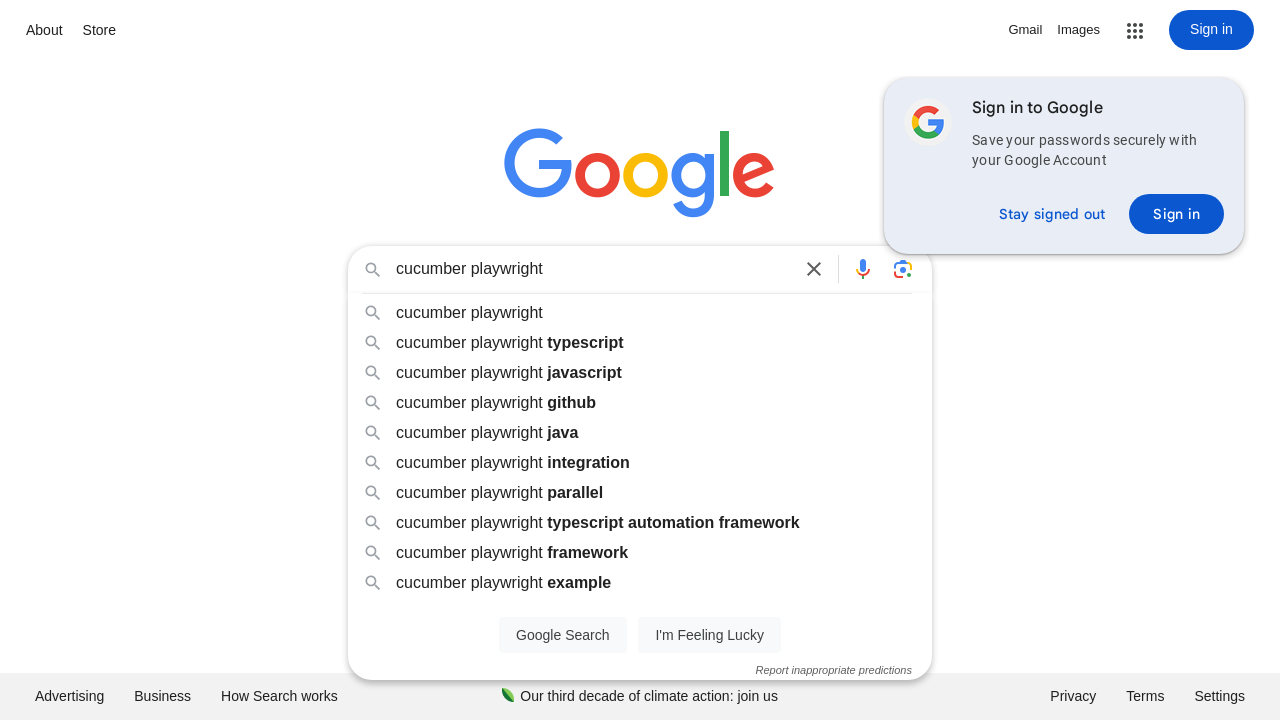 About Store
Gmail Images Sign in
Google
Sign in to Google
Save your passwords securely with
your Google Account
Stay signed out Sign in
cucumber playwright
cucumber playwright
cucumber playwright typescript
cucumber playwright javascript
cucumber playwright github
cucumber playwright java
cucumber playwright integration
cucumber playwright parallel
cucumber playwright typescript automation framework
cucumber playwright framework
cucumber playwright example
Google Search I'm Feeling Lucky
Report inappropriate predictions
Advertising Business How Search works Our third decade of climate action: join us Privacy Terms Settings